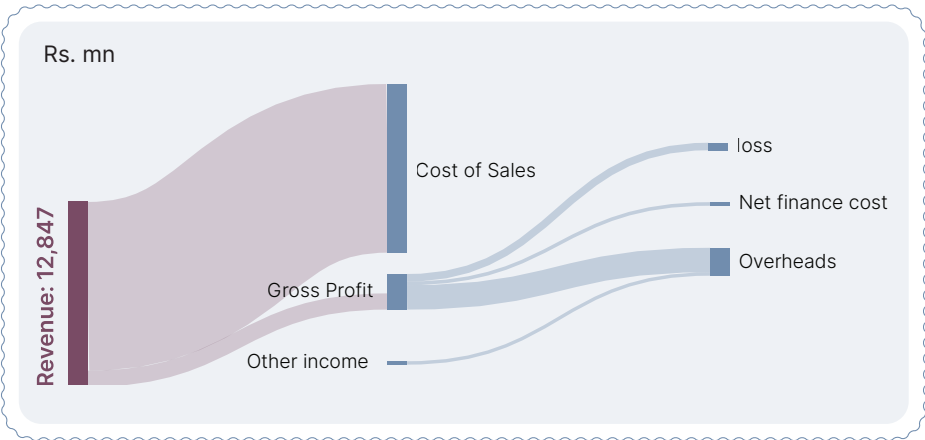 Rs. mn
Revenue: 12,847
Cost of Sales
Gross Profit
Other income
loss
Net finance cost
Overheads